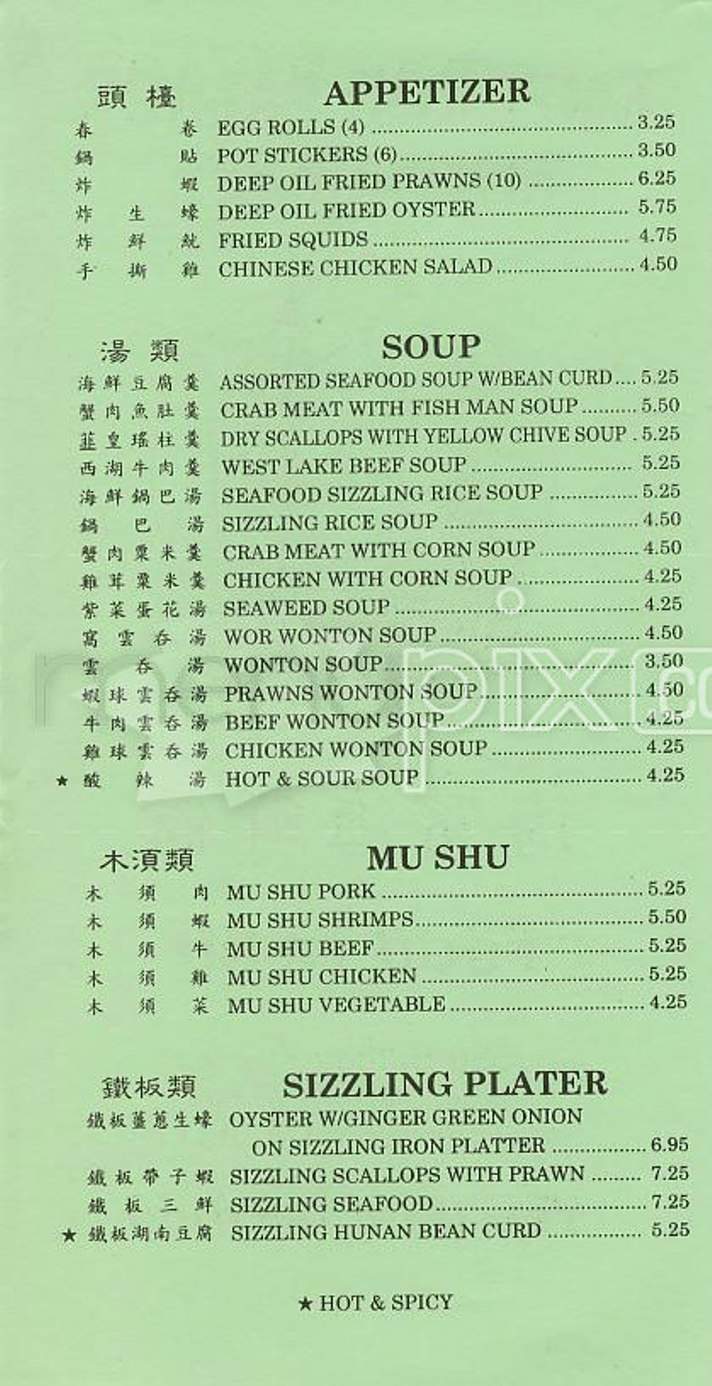 頭檯 APPETIZER
春卷 EGG ROLLS (4) 3.25
鍋貼 POT STICKERS (6) 3.50
炸蝦 DEEP OIL FRIED PRAWNS (10) 6.25
炸生蠔 DEEP OIL FRIED OYSTER 5.75
炸鮮魷 FRIED SQUIDS 4.75
手撕雞 CHINESE CHICKEN SALAD 4.50
湯類 SOUP
海鮮豆腐羹 ASSORTED SEAFOOD SOUP W/BEAN CURD 5.25
蟹肉魚肚羹 CRAB MEAT WITH FISH MAN SOUP 5.50
韮皇瑤柱羹 DRY SCALLOPS WITH YELLOW CHIVE SOUP 5.25
西湖牛肉羹 WEST LAKE BEEF SOUP 5.25
海鮮鍋巴湯 SEAFOOD SIZZLING RICE SOUP 5.25
鍋巴湯 SIZZLING RICE SOUP 4.50
蟹肉粟米羹 CRAB MEAT WITH CORN SOUP 4.50
雞茸粟米羹 CHICKEN WITH CORN SOUP 4.25
紫菜蛋花湯 SEAWEED SOUP 4.25
窩雲吞湯 WOR WONTON SOUP 4.50
雲吞湯 WONTON SOUP 3.50
蝦球雲吞湯 PRAWNS WONTON SOUP 4.50
牛肉雲吞湯 BEEF WONTON SOUP 4.25
雞球雲吞湯 CHICKEN WONTON SOUP 4.25
★ 酸辣湯 HOT & SOUR SOUP 4.25
木須類 MU SHU
木須肉 MU SHU PORK 5.25
木須蝦 MU SHU SHRIMPS 5.50
木須牛 MU SHU BEEF 5.25
木須雞 MU SHU CHICKEN 5.25
木須菜 MU SHU VEGETABLE 4.25
鐵板類 SIZZLING PLATER
鐵板薑蔥生蠔 OYSTER W/GINGER GREEN ONION
ON SIZZLING IRON PLATTER 6.95
鐵板帶子蝦 SIZZLING SCALLOPS WITH PRAWN 7.25
鐵板三鮮 SIZZLING SEAFOOD 7.25
★ 鐵板湖南豆腐 SIZZLING HUNAN BEAN CURD 5.25
★ HOT & SPICY